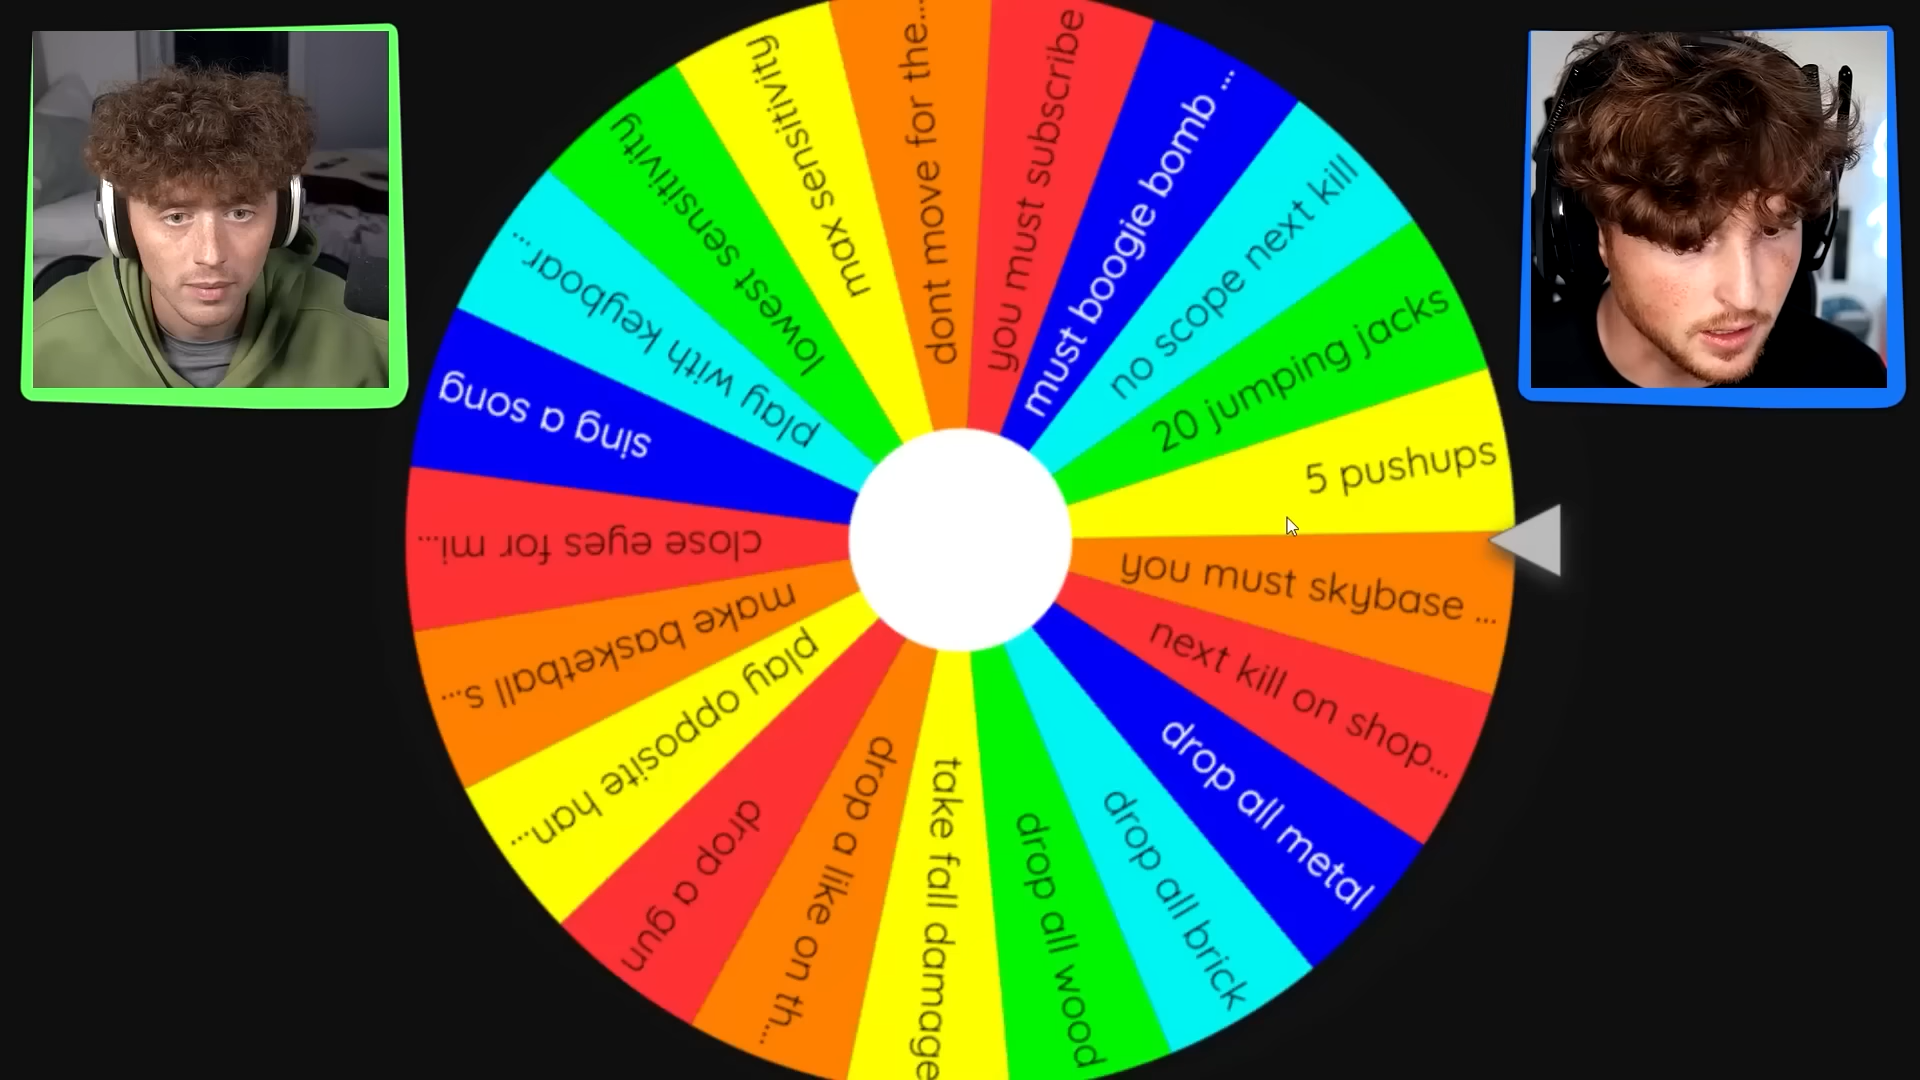 dont move for the...
you must subscribe
must boogie bomb ...
no scope next kill
20 jumping jacks
5 pushups
you must skybase ...
next kill on shop...
drop all metal
drop all brick
drop all wood
take fall damage
drop a like on th...
drop a gun
play opposite han...
make basketball s...
close eyes for mi...
sing a song
play with keyboar...
lowest sensitivity
max sensitivity